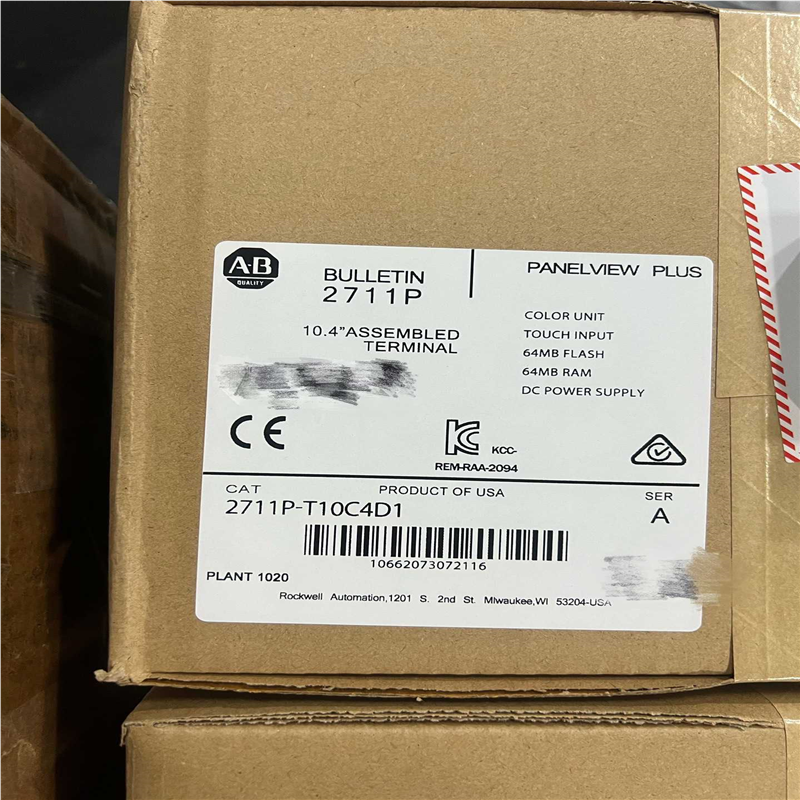 A-B
QUALITY
BULLETIN
2711P
PANELVIEW PLUS
10.4"ASSEMBLED
TERMINAL
COLOR UNIT
TOUCH INPUT
64MB FLASH
64MB RAM
DC POWER SUPPLY
CE
KC
KCC-
REM-RAA-2094
CAT
PRODUCT OF USA
SER
2711P-T10C4D1
A
10662073072116
PLANT 1020
Rockwell Automation,1201 S. 2nd St. Mlwaukee,WI 53204-USA